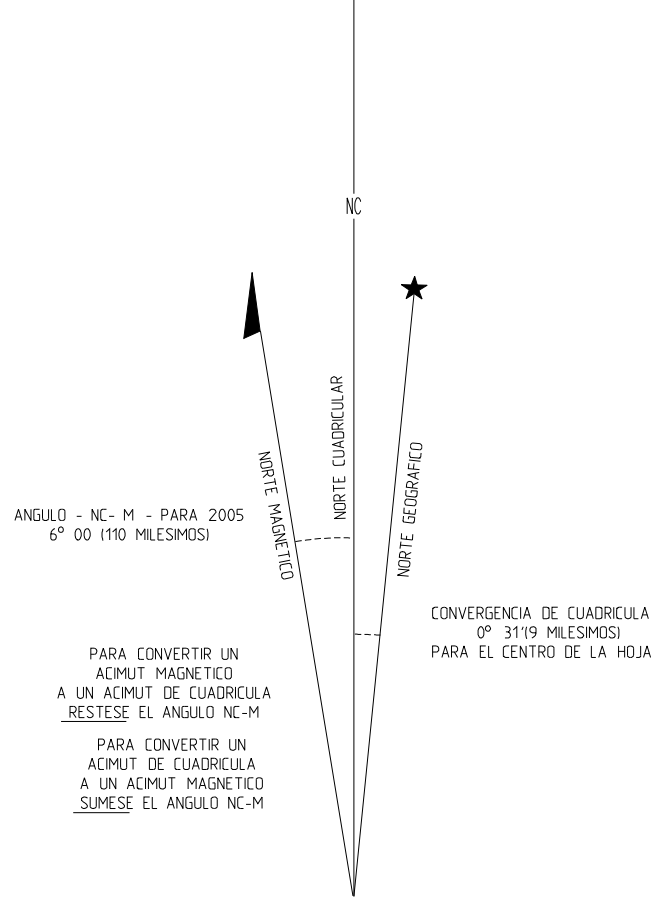 NC
NORTE MAGNETICO
NORTE CUADRICULAR
NORTE GEOGRAFICO
ANGULO - NC- M - PARA 2005
6° 00 (110 MILESIMOS)
CONVERGENCIA DE CUADRICULA
0° 31'(9 MILESIMOS)
PARA EL CENTRO DE LA HOJA
PARA CONVERTIR UN
ACIMUT MAGNETICO
A UN ACIMUT DE CUADRICULA
RESTESE EL ANGULO NC-M
PARA CONVERTIR UN
ACIMUT DE CUADRICULA
A UN ACIMUT MAGNETICO
SUMESE EL ANGULO NC-M